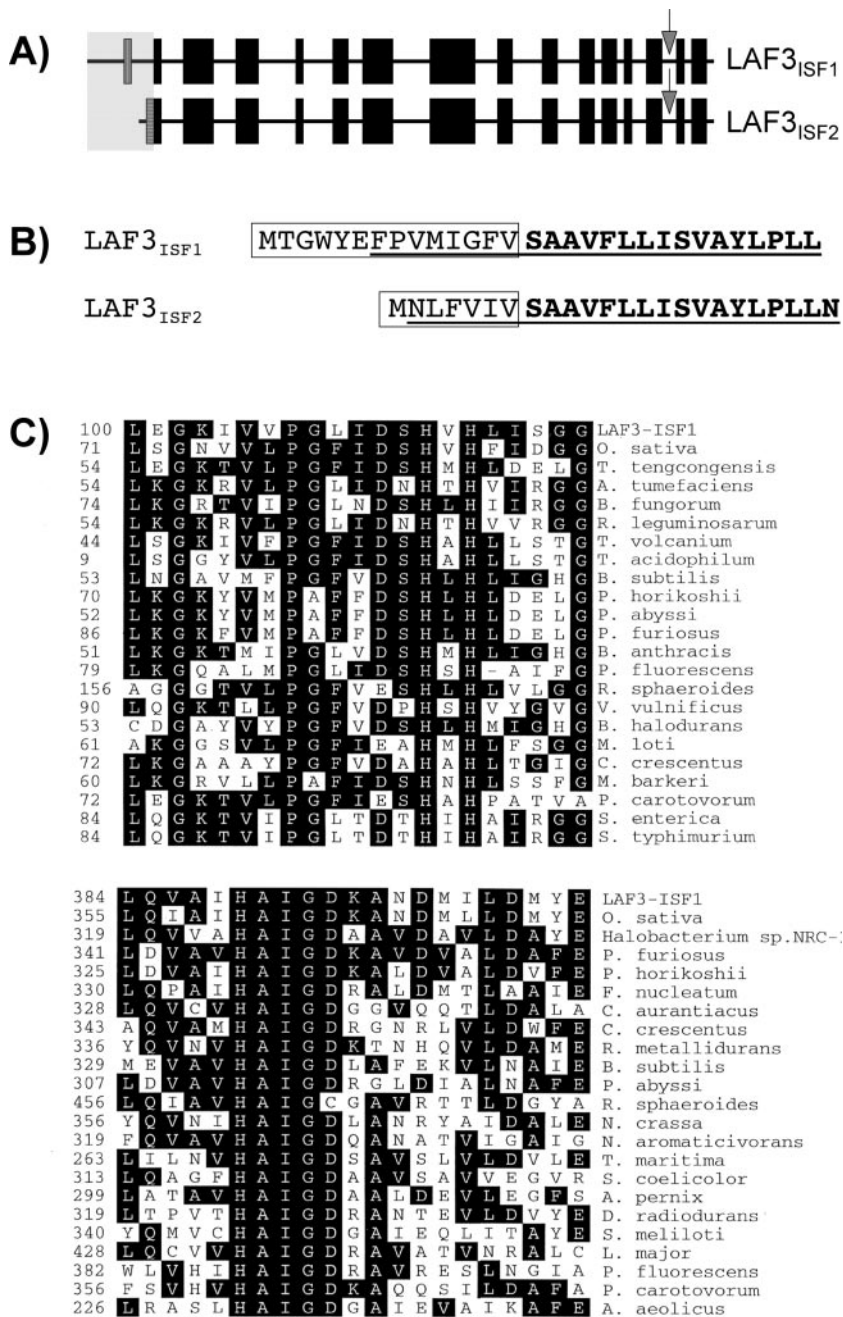 A)
LAF3ISF1
LAF3ISF2
B)
LAF3ISF1 MTGWYEFPVMIGFVSAAVFLLISVAYLPLL
LAF3ISF2 MNLFVIVSAAVFLLISVAYLPLLN
C)
100 L E G K I V V P G L I D S H V H L I S G G LAF3-ISF1
71 L S G N V V L P G F I D S H V H F I D G G O. sativa
54 L E G K T V L P G F I D S H M H L D E L G T. tengcongensis
54 L K G K R V L P G L I D N H T H V I R G G A. tumefaciens
74 L K G R T V I P G L N D S H L H I I R G G B. fungorum
54 L K G K R V L P G L I D N H T H V V R G G R. leguminosarum
44 L S G K I V F P G F I D S H A H L L S T G T. volcanium
9 L S G G Y V L P G F I D S H A H L L S T G T. acidophilum
53 L N G A V M F P G F V D S H L H L I G H G B. subtilis
70 L K G K Y V M P A F F D S H L H L D E L G P. horikoshii
52 L K G K Y V M P A F F D S H L H L D E L G P. abyssi
86 L K G K F V M P A F F D S H L H L D E L G P. furiosus
51 L K G K T M I P G L V D S H M H L I G H G B. anthracis
79 L K G Q A L M P G L I D S H S H - A I F G P. fluorescens
156 A G G G T V L P G F V E S H L H L V L G G R. sphaeroides
90 L Q G K T L L P G F V D P H S H V Y G V G V. vulnificus
53 C D G A Y V Y P G F V D S H L H M I G H G B. halodurans
61 A K G G S V L P G F I E A H M H L F S G G M. loti
72 L K G A A A Y P G F V D A H A H L T G I G C. crescentus
60 L K G R V L L P A F I D S H N H L S S F G M. barkeri
72 L E G K T V L P G F I E S H A H P A T V A P. carotovorum
84 L Q G K T V I P G L T D T H I H A I R G G S. enterica
84 L Q G K T V I P G L T D T H I H A I R G G S. typhimurium
384 L Q V A I H A I G D K A N D M I L D M Y E LAF3-ISF1
355 L Q I A I H A I G D K A N D M L L D M Y E O. sativa
319 L Q V V A H A I G D A A V D A V L D A Y E Halobacterium sp.NRC-1
341 L D V A V H A I G D K A V D V A L D A F E P. furiosus
325 L D V A I H A I G D K A L D V A L D V F E P. horikoshii
330 L Q P A I H A I G D R A L D M T L A A I E F. nucleatum
328 L Q V C V H A I G D G G V Q Q T L D A L A C. aurantiacus
343 A Q V A M H A I G D R G N R L V L D W F E C. crescentus
336 Y Q V N V H A I G D K T N H Q V L D A M E R. metallidurans
329 M E V A V H A I G D L A F E K V L N A I E B. subtilis
307 L D V A V H A I G D R G L D I A L N A F E P. abyssi
456 L Q I A V H A I G C G A V R T T L D G Y A R. sphaeroides
356 Y Q V N I H A I G D L A N R Y A I D A L E N. crassa
319 F Q V A V H A I G D Q A N A T V I G A I G N. aromaticivorans
263 L I L N V H A I G D S A V S L V L D V L E T. maritima
313 L Q A G F H A I G D A A V S A V V E G V R S. coelicolor
299 L A T A V H A I G D A A L D E V L E G F S A. pernix
319 L T P V T H A I G D R A N T E V L D V Y E D. radiodurans
340 Y Q M V C H A I G D G A I E Q L I T A Y E S. meliloti
428 L Q C V V H A I G D R A V A T V N R A L C L. major
382 W L V H I H A I G D R A V R E S L N G I A P. fluorescens
356 F S V H V H A I G D K A Q Q S I L D A F A P. carotovorum
226 L R A S L H A I G D G A I E V A I K A F E A. aeolicus